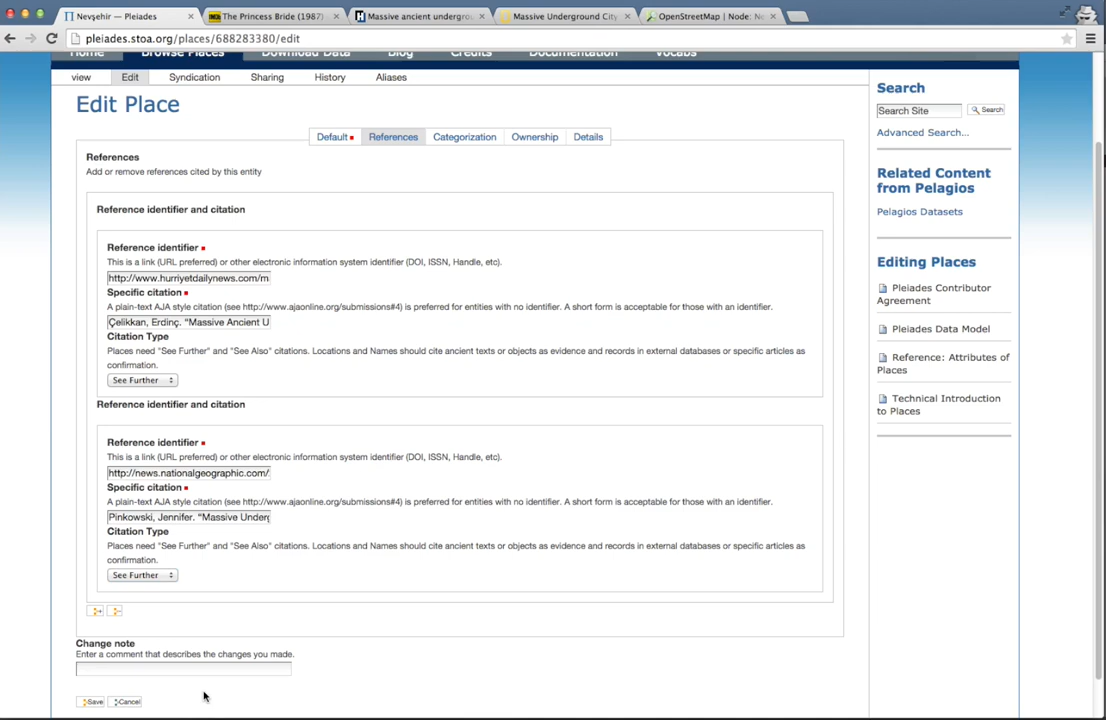 Nevşehir — Pleiades
The Princess Bride (1987)
Massive ancient undergrou
Massive Underground City
OpenStreetMap | Node: Ne
pleiades.stoa.org/places/688283380/edit
Home Browse Places Download Data Blog Credits Documentation Vocabs
view Edit Syndication Sharing History Aliases
Edit Place
Default References Categorization Ownership Details
References
Add or remove references cited by this entity
Reference identifier and citation
Reference identifier
This is a link (URL preferred) or other electronic information system identifier (DOI, ISSN, Handle, etc).
http://www.hurriyetdailynews.com/m
Specific citation
A plain-text AJA style citation (see http://www.ajaonline.org/submissions#4) is preferred for entities with no identifier. A short form is acceptable for those with an identifier.
Çelikkan, Erdinç. “Massive Ancient U
Citation Type
Places need "See Further" and "See Also" citations. Locations and Names should cite ancient texts or objects as evidence and records in external databases or specific articles as
confirmation.
See Further
Reference identifier and citation
Reference identifier
This is a link (URL preferred) or other electronic information system identifier (DOI, ISSN, Handle, etc).
http://news.nationalgeographic.com/
Specific citation
A plain-text AJA style citation (see http://www.ajaonline.org/submissions#4) is preferred for entities with no identifier. A short form is acceptable for those with an identifier.
Pinkowski, Jennifer. “Massive Underg
Citation Type
Places need "See Further" and "See Also" citations. Locations and Names should cite ancient texts or objects as evidence and records in external databases or specific articles as
confirmation.
See Further
Change note
Enter a comment that describes the changes you made.
Save Cancel
Search
Search Site Search
Advanced Search…
Related Content
from Pelagios
Pelagios Datasets
Editing Places
Pleiades Contributor
Agreement
Pleiades Data Model
Reference: Attributes of
Places
Technical Introduction
to Places